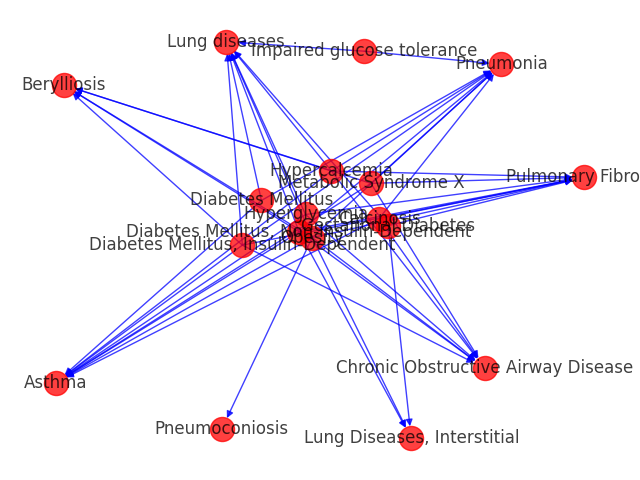 Lung diseases
Impaired glucose tolerance
Pneumonia
Berylliosis
Hypercalcemia
Metabolic Syndrome X
Pulmonary Fibro
Diabetes Mellitus
Hyperglycemia
Calcinosis
Gestational Diabetes
Diabetes Mellitus, Non-Insulin-Dependent
Diabetes Mellitus, Insulin-Dependent
Chronic Obstructive Airway Disease
Asthma
Pneumoconiosis
Lung Diseases, Interstitial